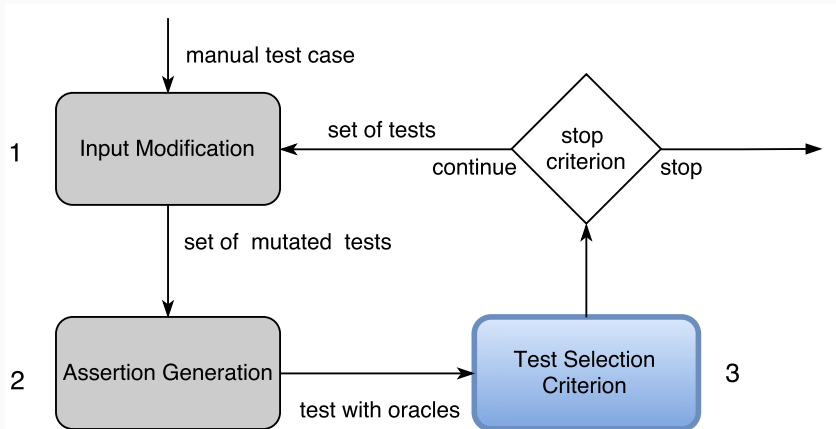 manual test case
1
Input Modification
set of tests
continue
stop
criterion
stop
set of mutated tests
2
Assertion Generation
test with oracles
Test Selection
Criterion
3